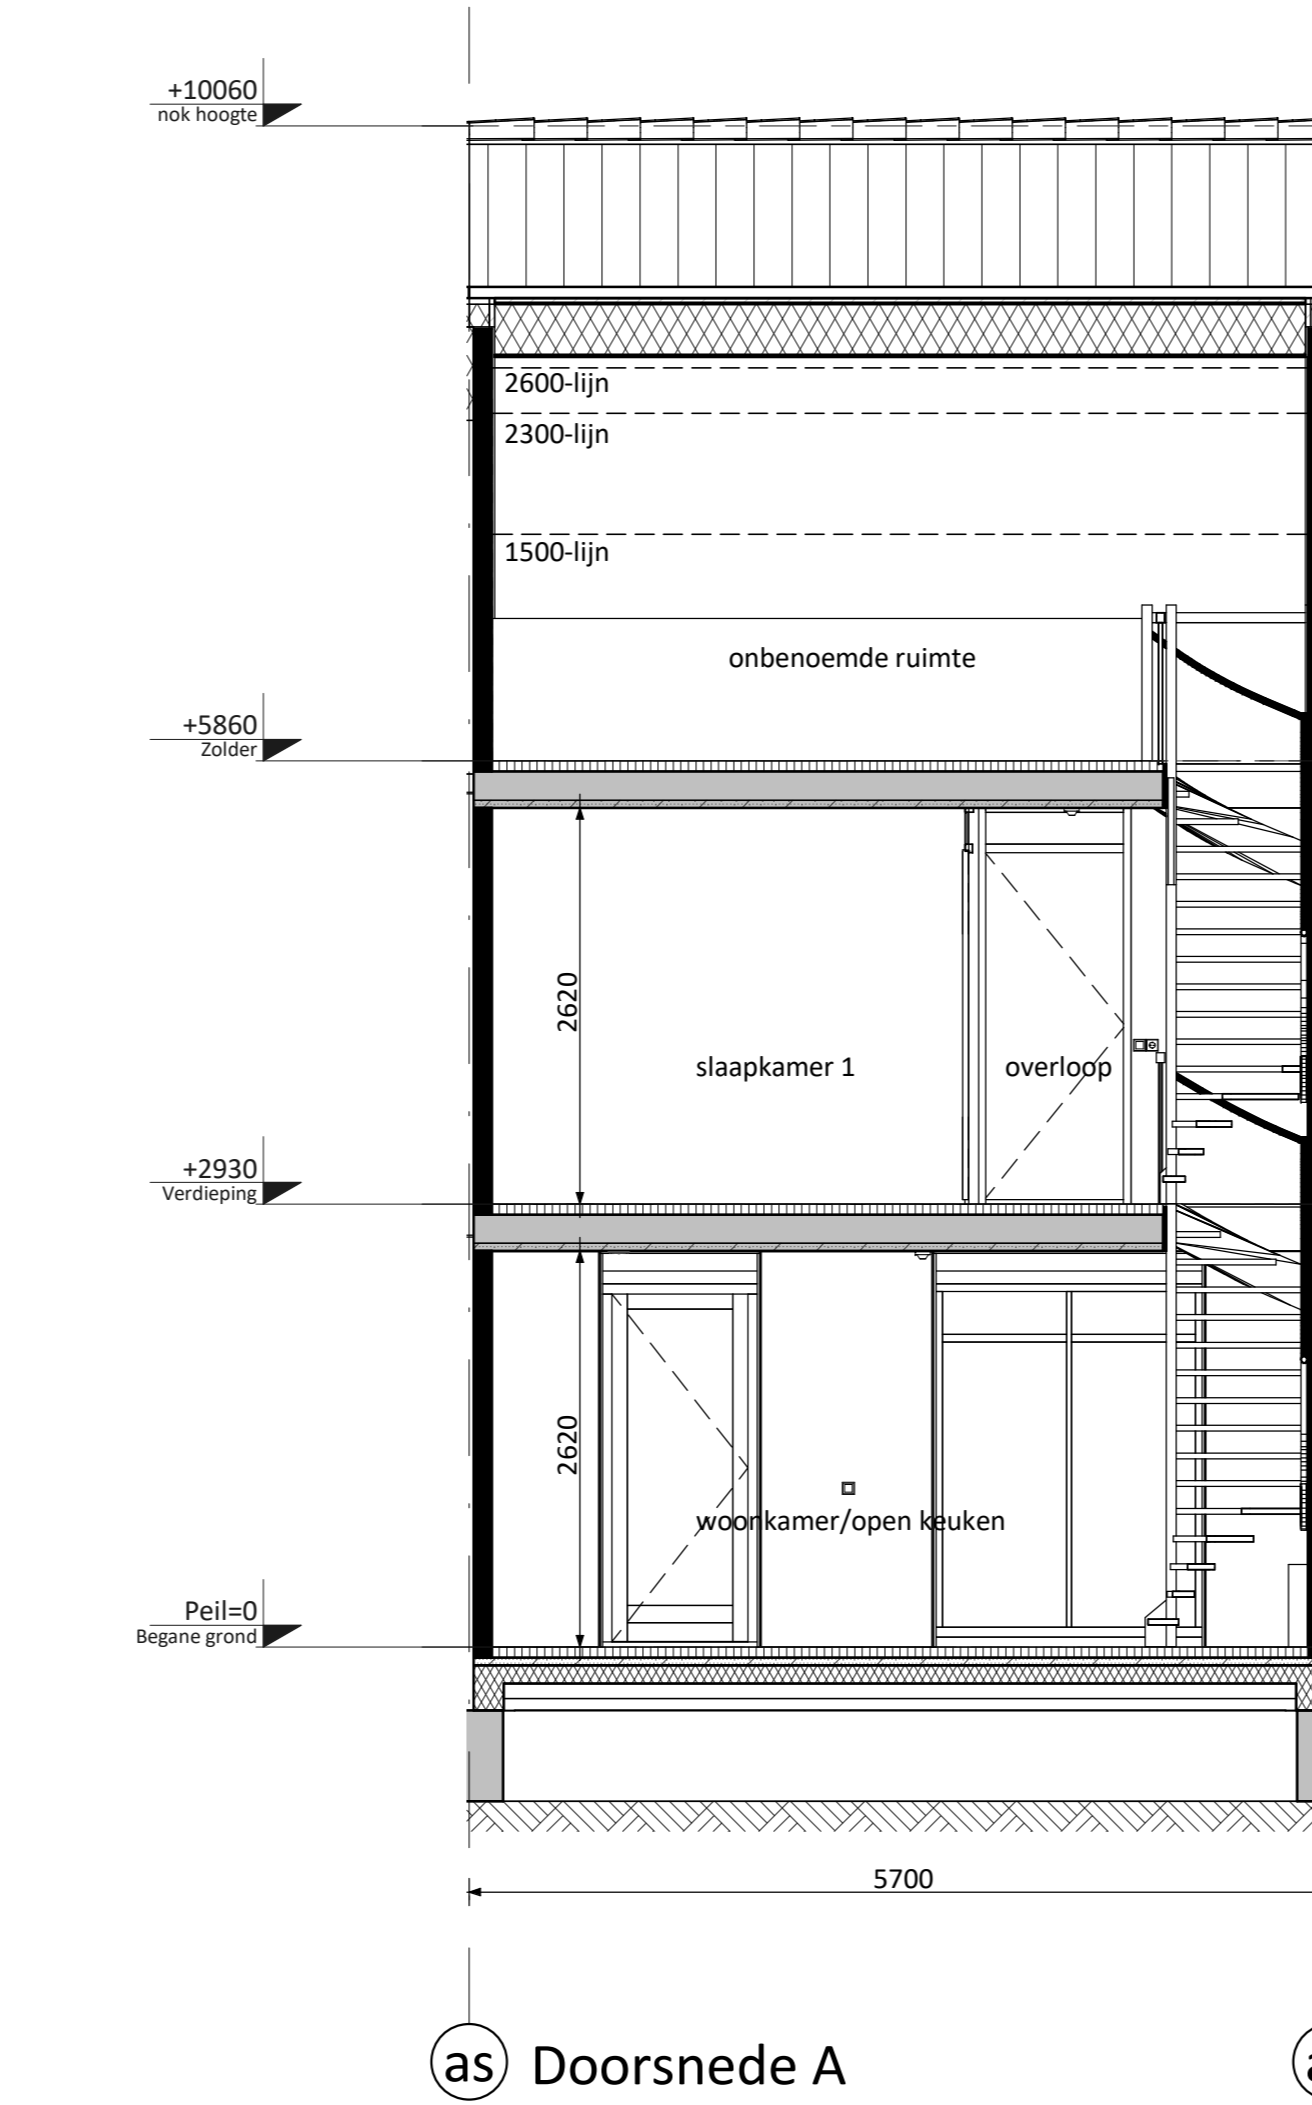 +10060
nok hoogte
2600-lijn
2300-lijn
1500-lijn
onbenoemde ruimte
+5860
Zolder
2620
slaapkamer 1
overloop
+2930
Verdieping
2620
woonkamer/open keuken
Peil=0
Begane grond
5700
as
Doorsnede A